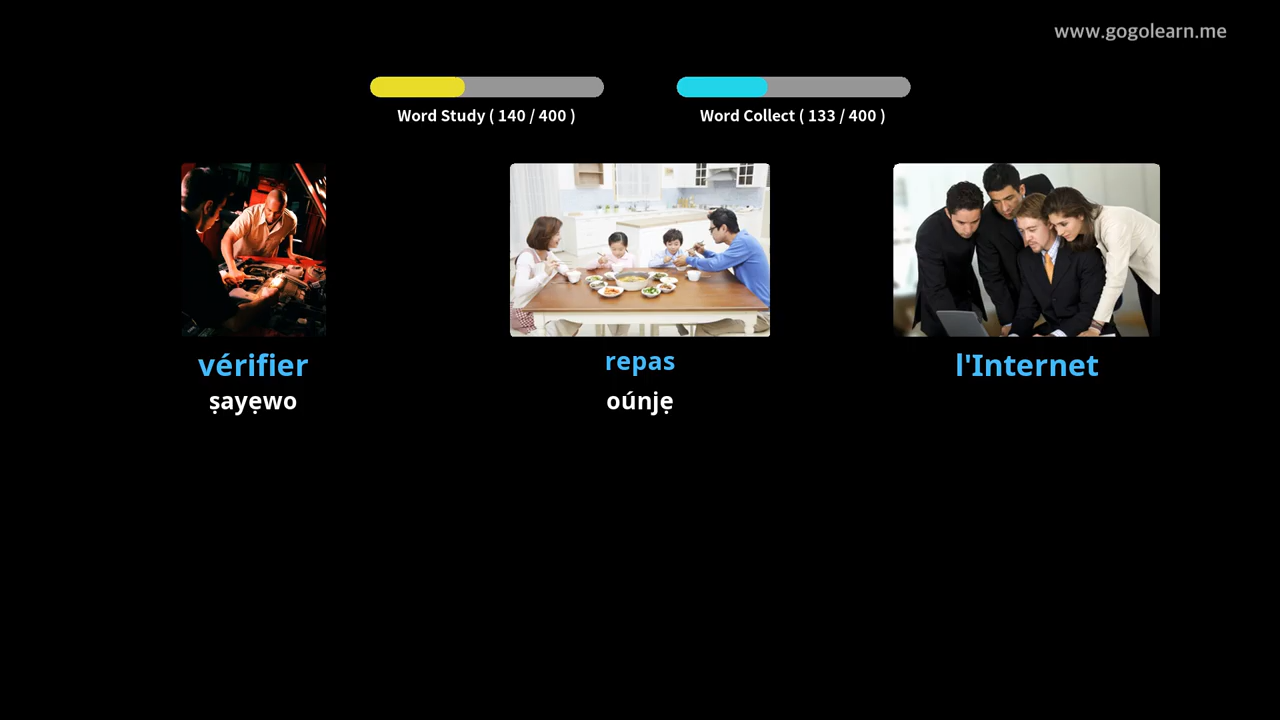 www.gogolearn.me
Word Study ( 140 / 400 )
Word Collect ( 133 / 400 )
vérifier
ṣayẹwo
repas
oúnjẹ
l'Internet